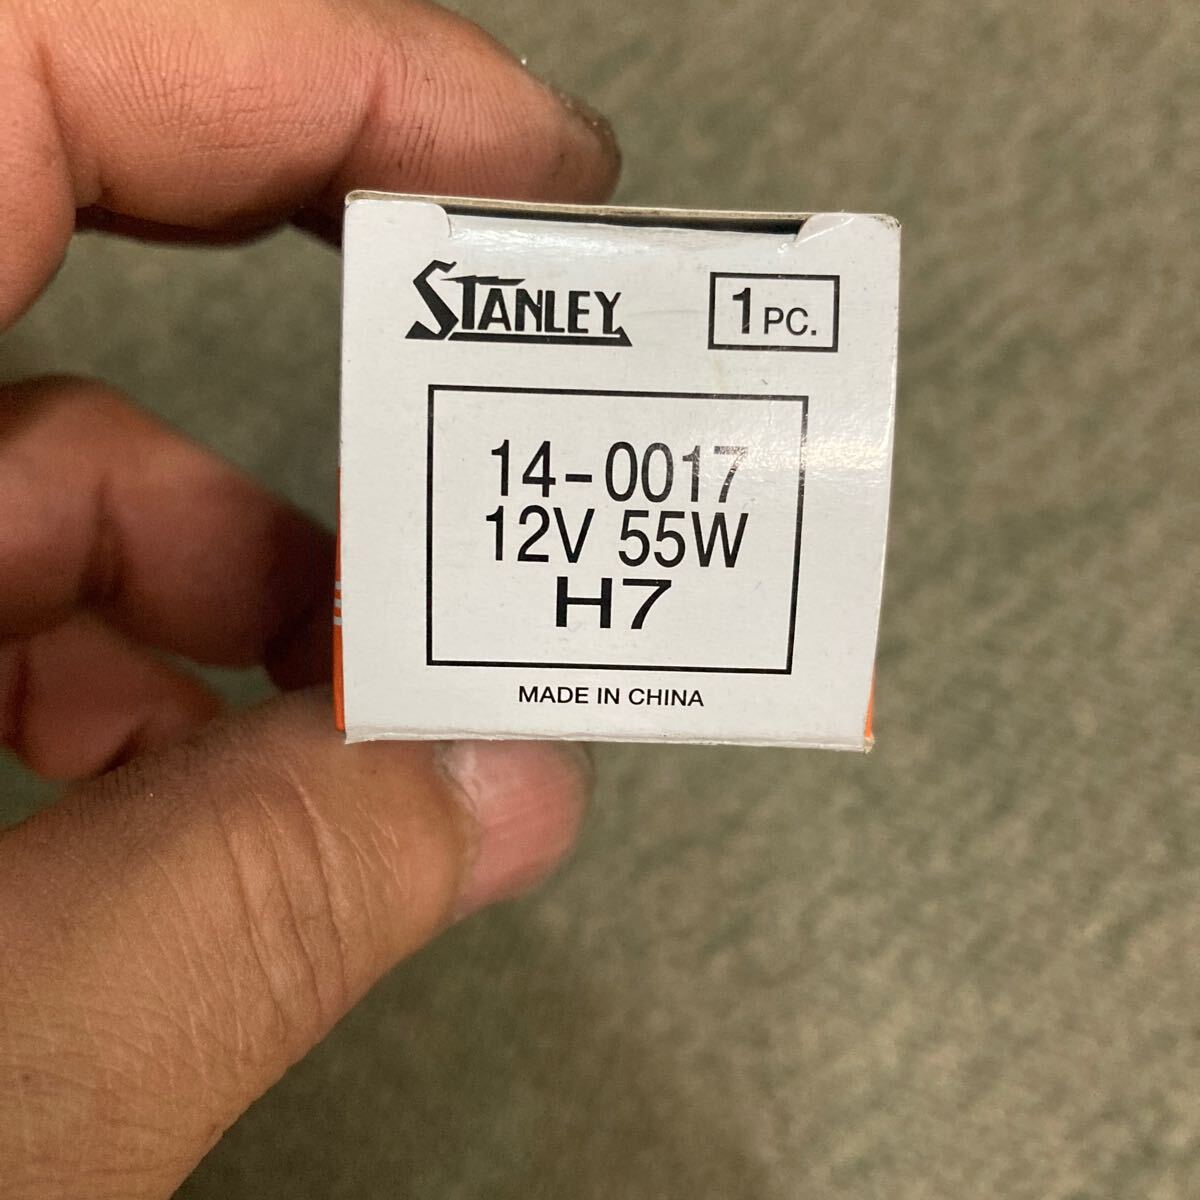 STANLEY
1 PC.
14-0017
12V 55W
H7
MADE IN CHINA